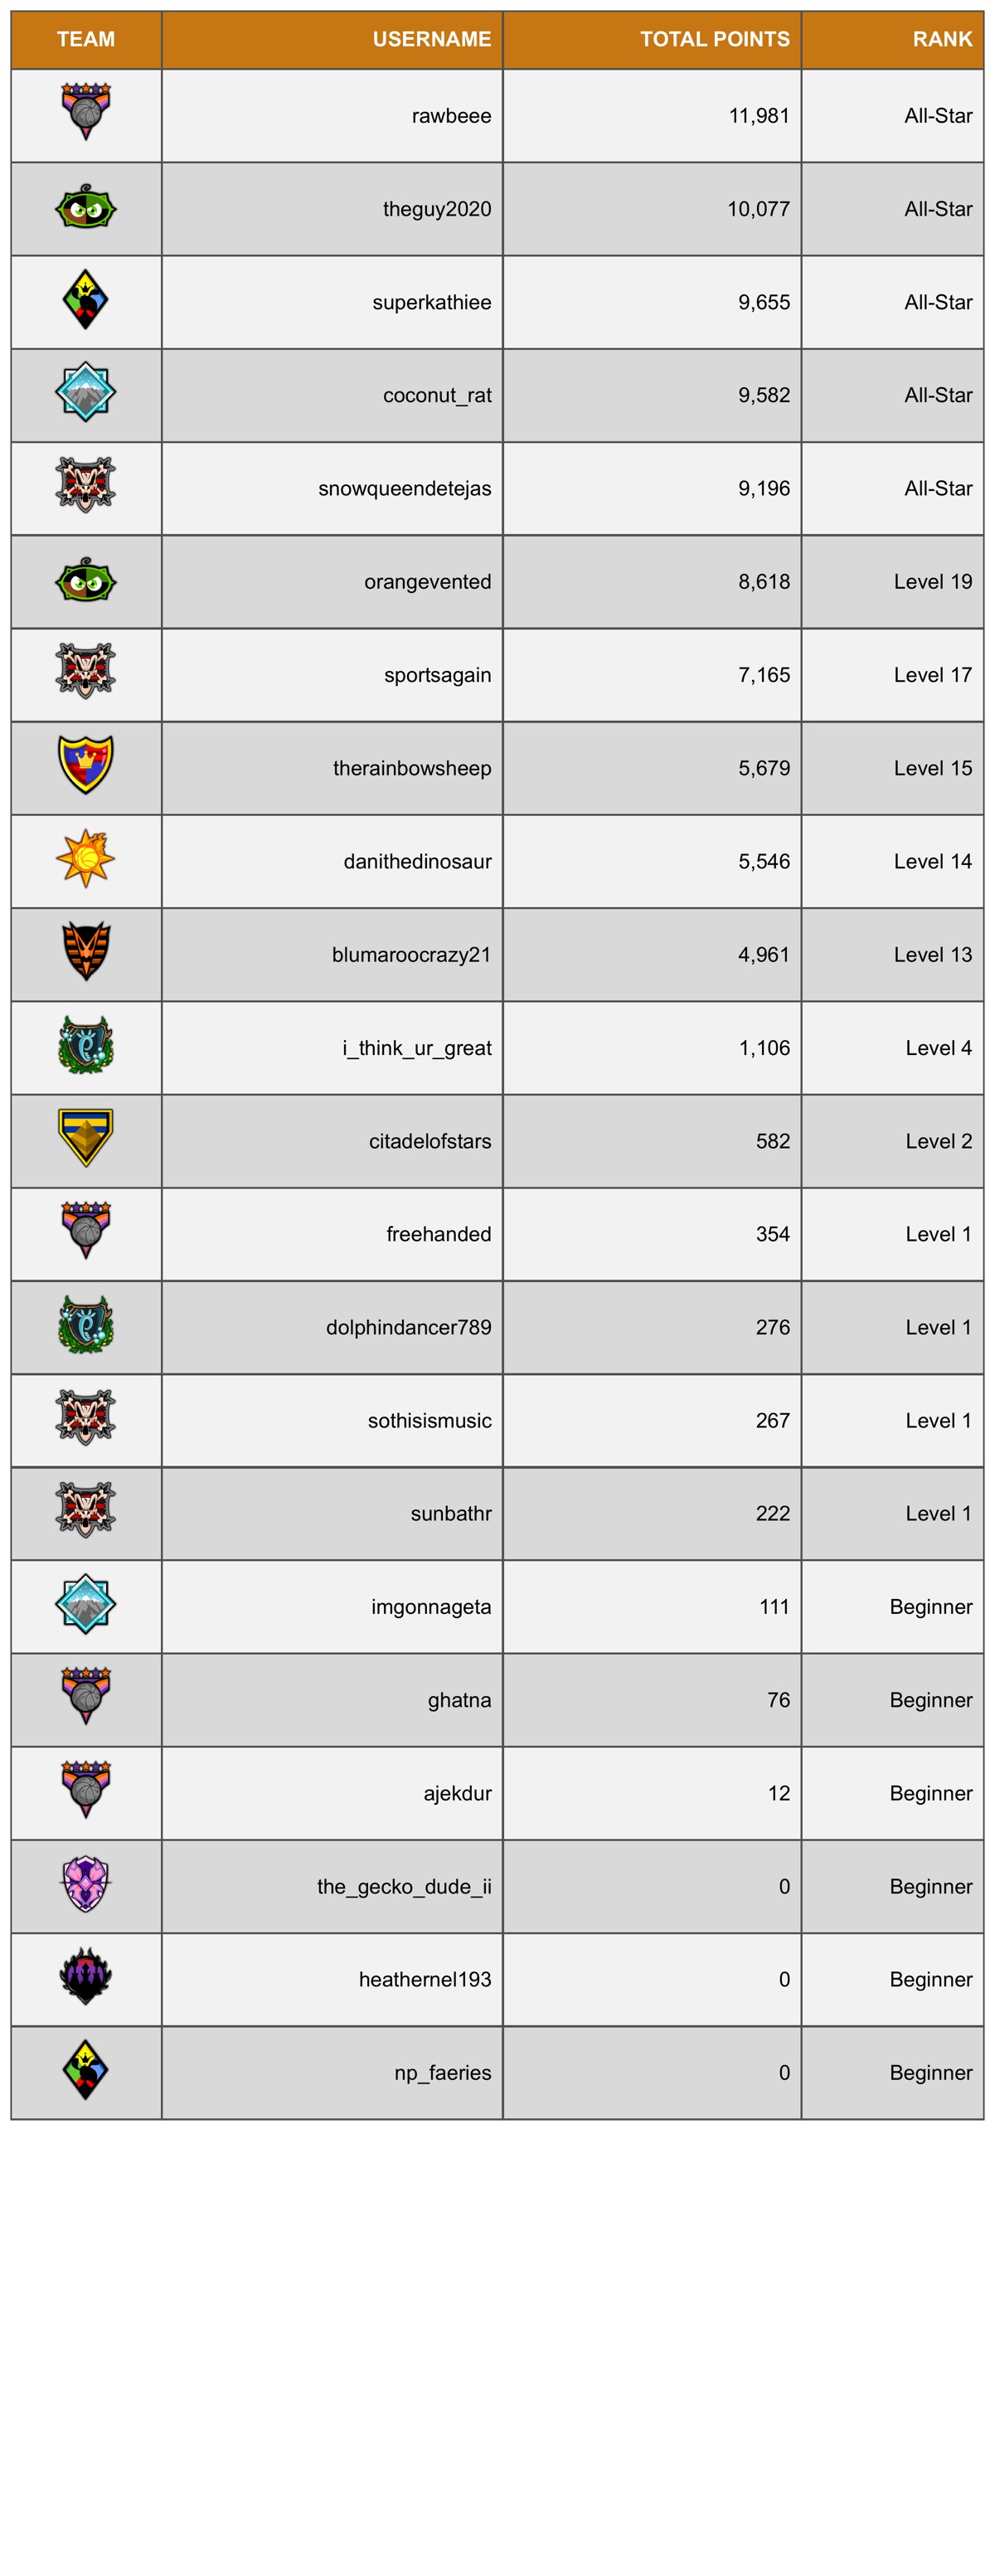 TEAM USERNAME TOTAL POINTS RANK
rawbeee 11,981 All-Star
theguy2020 10,077 All-Star
superkathiee 9,655 All-Star
coconut_rat 9,582 All-Star
snowqueendetejas 9,196 All-Star
orangevented 8,618 Level 19
sportsagain 7,165 Level 17
therainbowsheep 5,679 Level 15
danithedinosaur 5,546 Level 14
blumaroocrazy21 4,961 Level 13
i_think_ur_great 1,106 Level 4
citadelofstars 582 Level 2
freehanded 354 Level 1
dolphindancer789 276 Level 1
sothisismusic 267 Level 1
sunbathr 222 Level 1
imgonnageta 111 Beginner
ghatna 76 Beginner
ajekdur 12 Beginner
the_gecko_dude_ii 0 Beginner
heathernel193 0 Beginner
np_faeries 0 Beginner